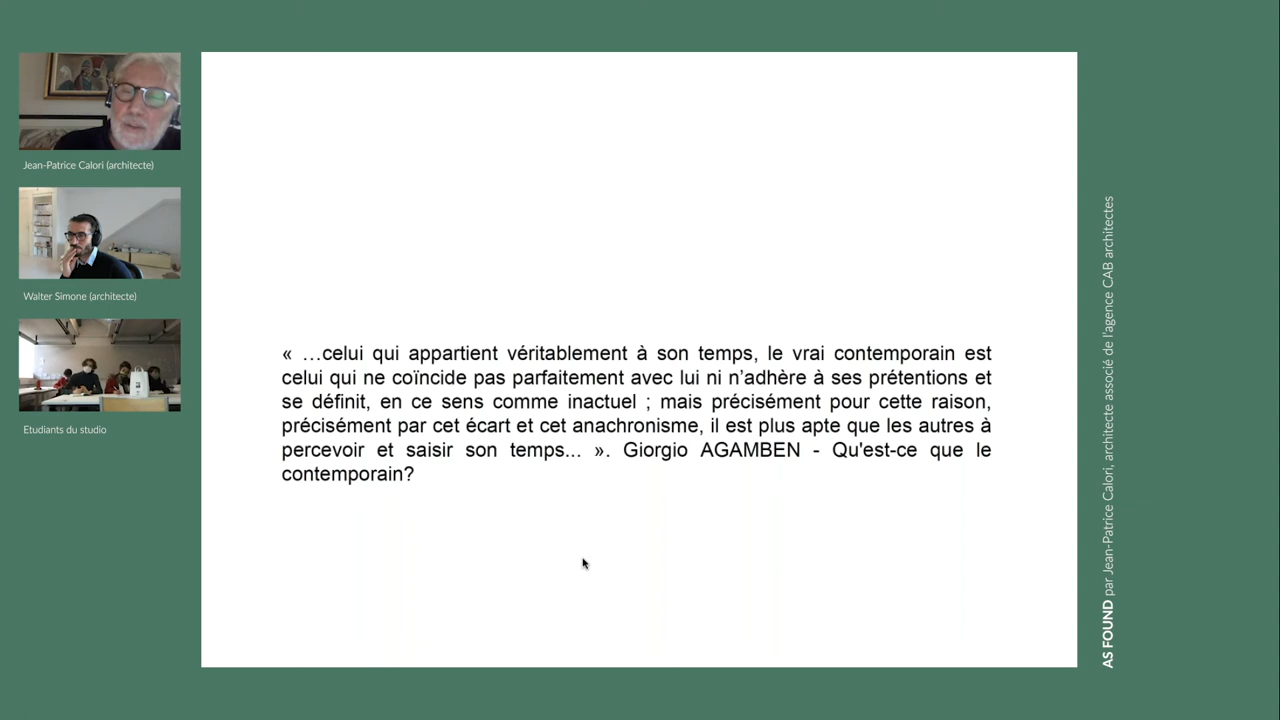 Jean-Patrice Calori (architecte)
Walter Simone (architecte)
Etudiants du studio
« …celui qui appartient véritablement à son temps, le vrai contemporain est
celui qui ne coïncide pas parfaitement avec lui ni n'adhère à ses prétentions et
se définit, en ce sens comme inactuel ; mais précisément pour cette raison,
précisément par cet écart et cet anachronisme, il est plus apte que les autres à
percevoir et saisir son temps... ». Giorgio AGAMBEN - Qu'est-ce que le
contemporain?
AS FOUND par Jean-Patrice Calori, architecte associé de l'agence CAB architectes